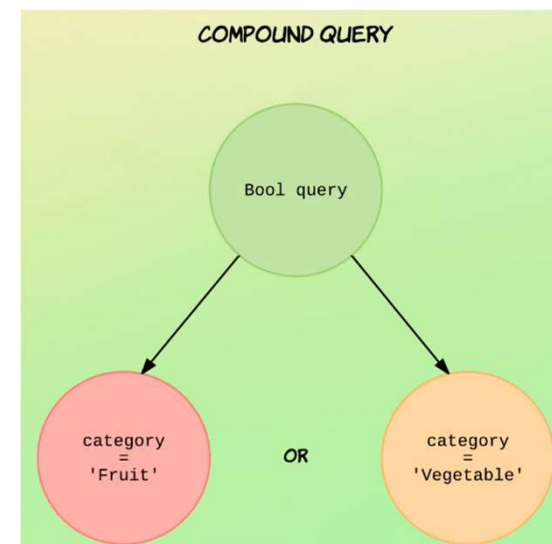 COMPOUND QUERY
Bool query
category
=
'Fruit'
OR
category
=
'Vegetable'